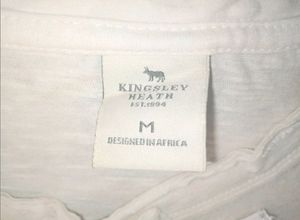 KINGSLEY
HEATH
EST.1994
M
DESIGNED IN AFRICA